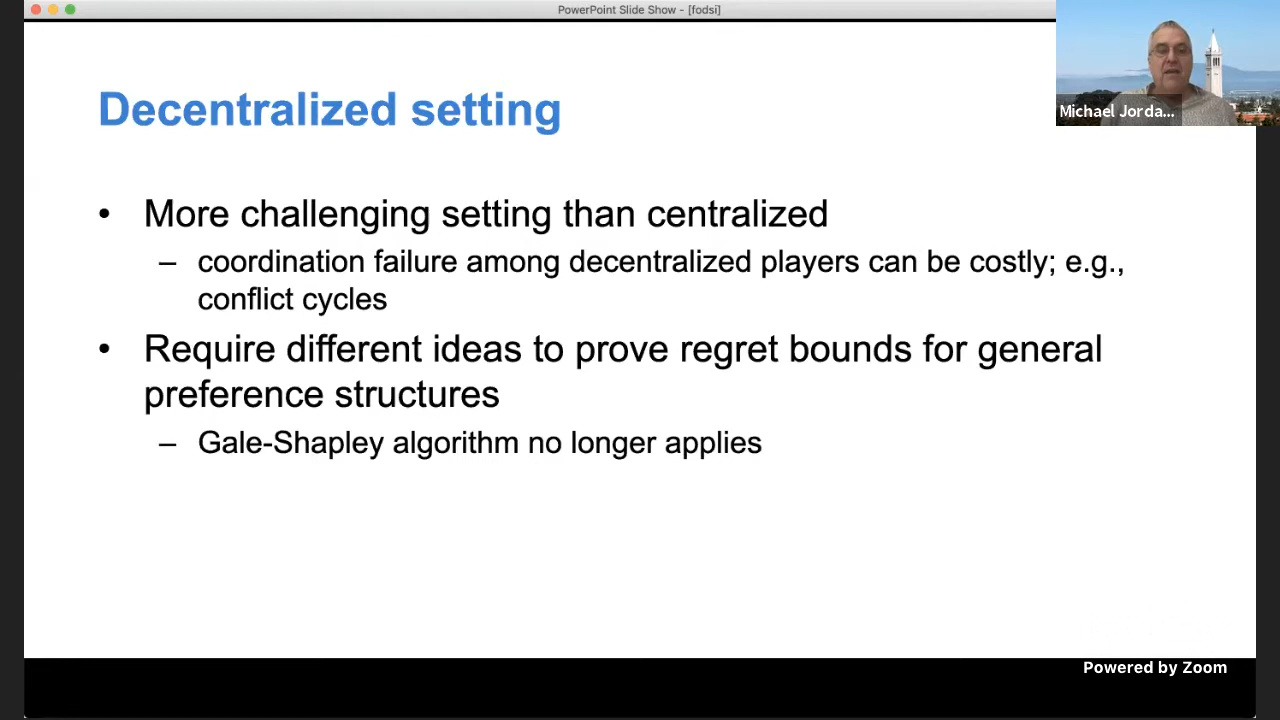 PowerPoint Slide Show - [fodsi]
Michael Jorda...
Decentralized setting
• More challenging setting than centralized
– coordination failure among decentralized players can be costly; e.g.,
conflict cycles
• Require different ideas to prove regret bounds for general
preference structures
– Gale-Shapley algorithm no longer applies
Powered by Zoom